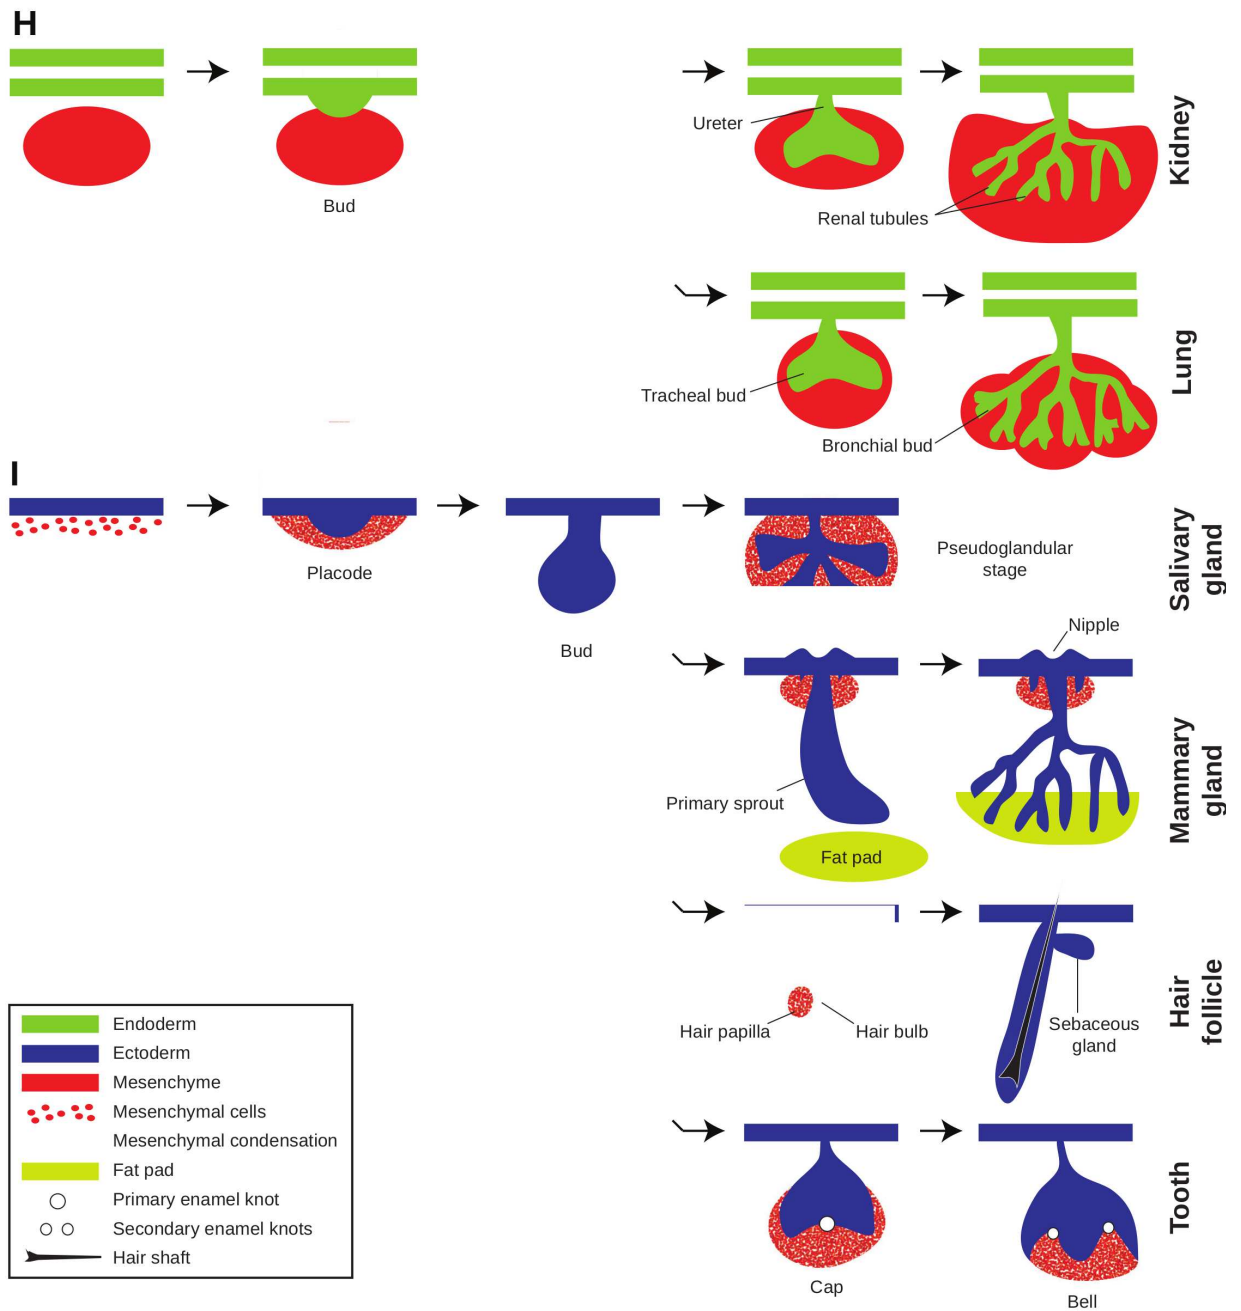 H
Bud
Ureter
Renal tubules
Kidney
Tracheal bud
Bronchial bud
Lung
I
Placode
Bud
Pseudoglandular
stage
Salivary
gland
Nipple
Primary sprout
Fat pad
Mammary
gland
Hair papilla
Hair bulb
Sebaceous
gland
Hair
follicle
Cap
Bell
Tooth
Endoderm
Ectoderm
Mesenchyme
Mesenchymal cells
Mesenchymal condensation
Fat pad
Primary enamel knot
Secondary enamel knots
Hair shaft